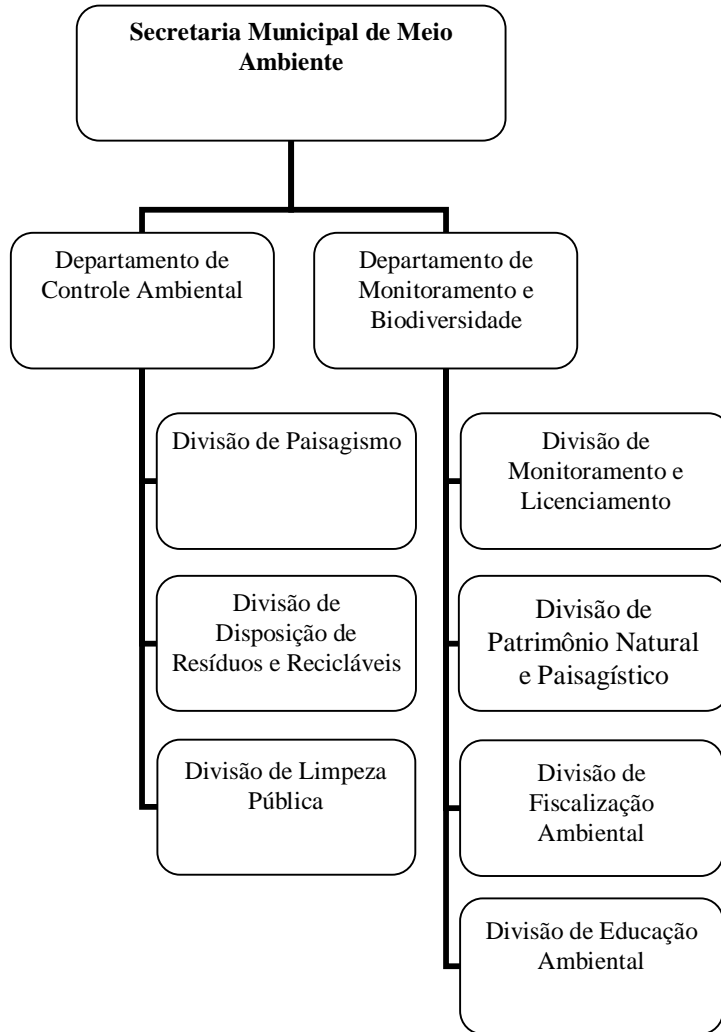 Secretaria Municipal de Meio
Ambiente
Departamento de
Controle Ambiental
Departamento de
Monitoramento e
Biodiversidade
Divisão de Paisagismo
Divisão de
Disposição de
Resíduos e Recicláveis
Divisão de Limpeza
Pública
Divisão de
Monitoramento e
Licenciamento
Divisão de
Patrimônio Natural
e Paisagístico
Divisão de
Fiscalização
Ambiental
Divisão de Educação
Ambiental